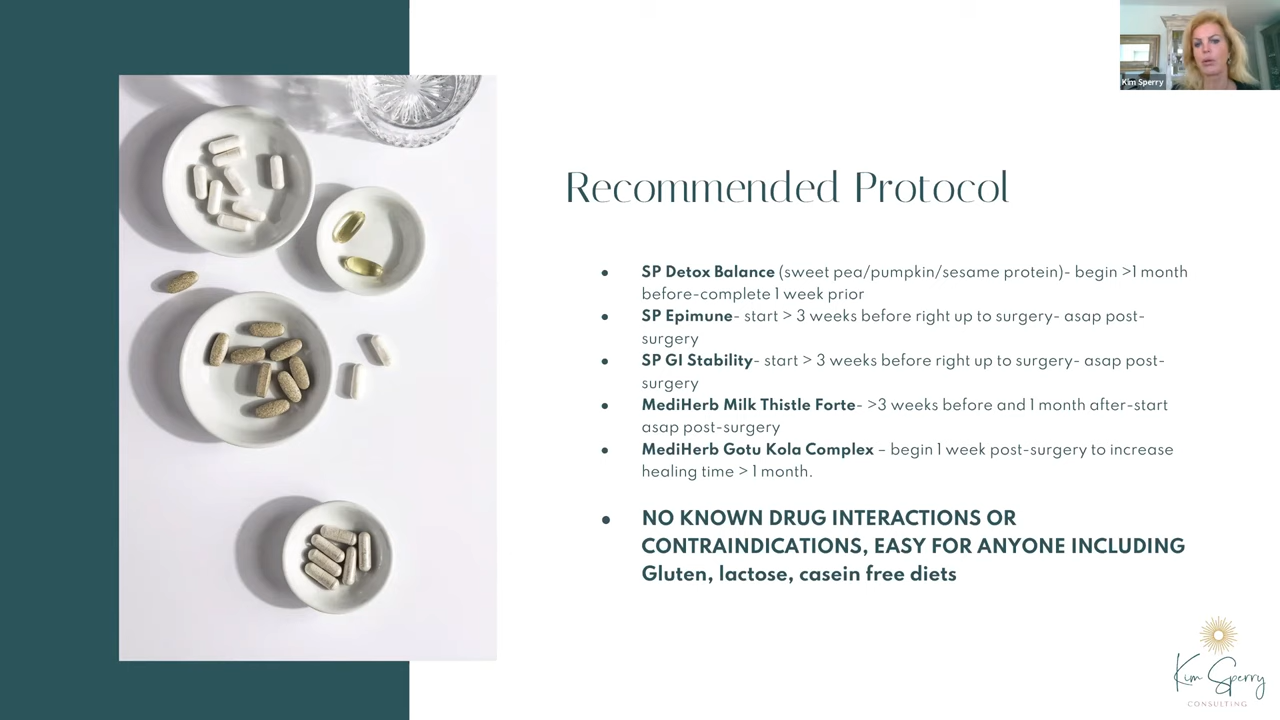 Kim Sperry
Recommended Protocol
• SP Detox Balance (sweet pea/pumpkin/sesame protein)- begin >1 month
before-complete 1 week prior
• SP Epimune- start > 3 weeks before right up to surgery- asap post-
surgery
• SP GI Stability- start > 3 weeks before right up to surgery- asap post-
surgery
• MediHerb Milk Thistle Forte- >3 weeks before and 1 month after-start
asap post-surgery
• MediHerb Gotu Kola Complex – begin 1 week post-surgery to increase
healing time > 1 month.
• NO KNOWN DRUG INTERACTIONS OR
CONTRAINDICATIONS, EASY FOR ANYONE INCLUDING
Gluten, lactose, casein free diets
Kim Sperry
CONSULTING